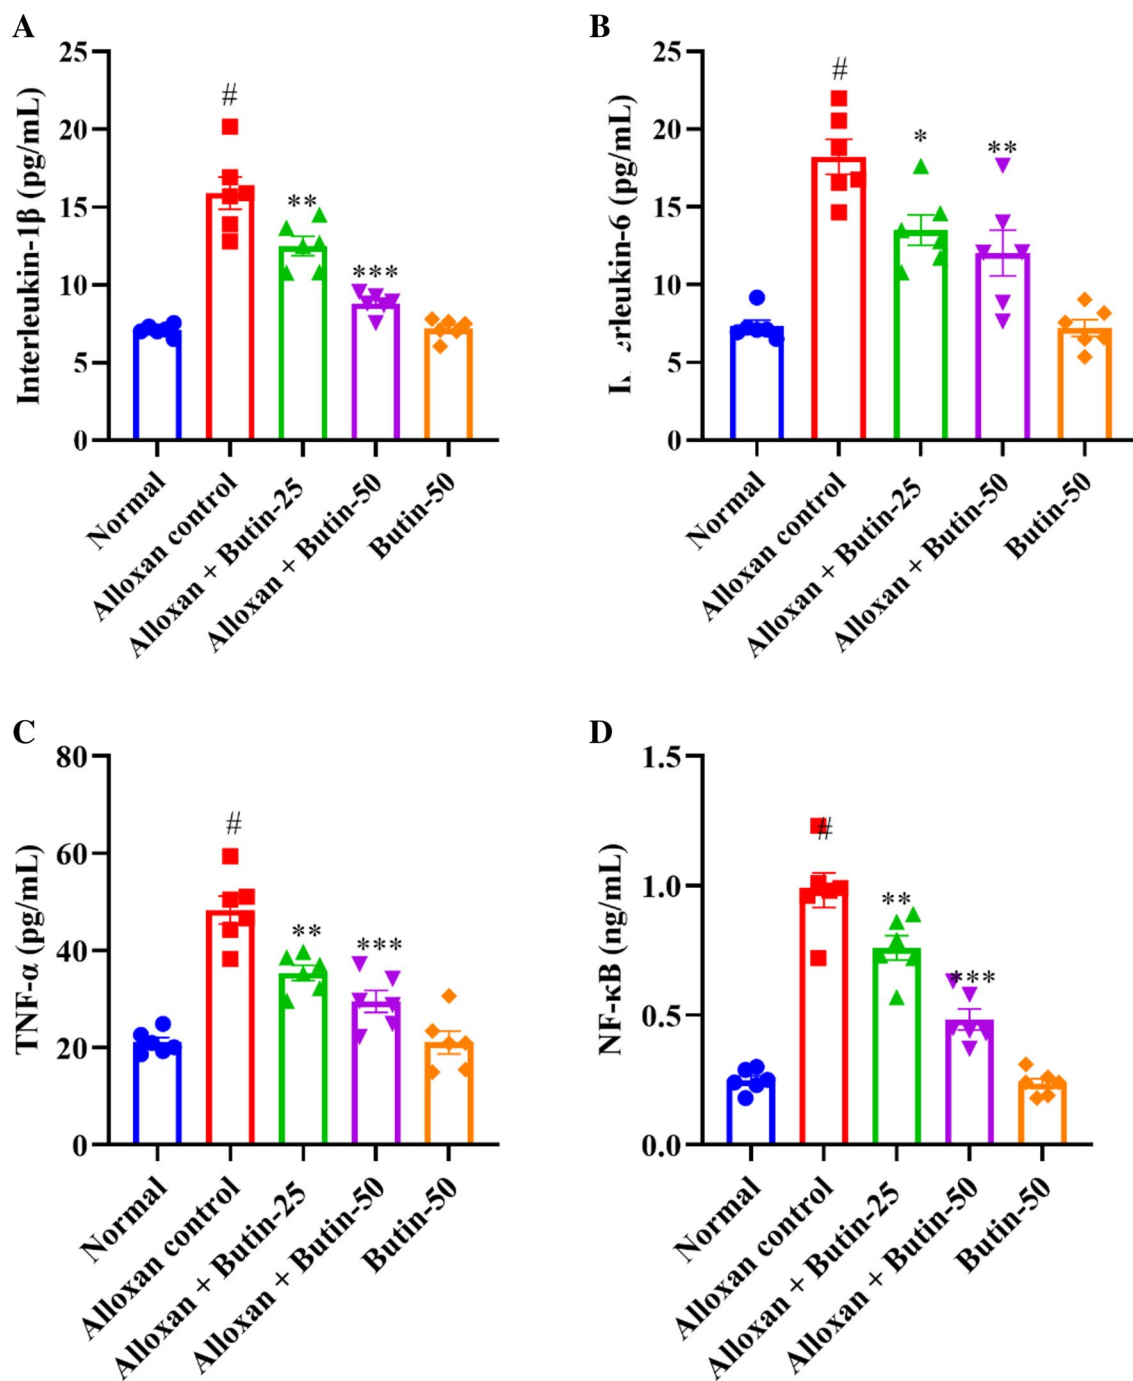 A
Interleukin-1β (pg/mL)
25
20
15
10
5
0
#
**
***
Normal
Alloxan control
Alloxan + Butin-25
Alloxan + Butin-50
Butin-50
B
erleukin-6 (pg/mL)
25
20
15
10
5
0
#
*
**
Normal
Alloxan control
Alloxan + Butin-25
Alloxan + Butin-50
Butin-50
C
TNF-α (pg/mL)
80
60
40
20
0
#
**
***
Normal
Alloxan control
Alloxan + Butin-25
Alloxan + Butin-50
Butin-50
D
NF-κB (ng/mL)
1.5
1.0
0.5
0.0
#
**
***
Normal
Alloxan control
Alloxan + Butin-25
Alloxan + Butin-50
Butin-50